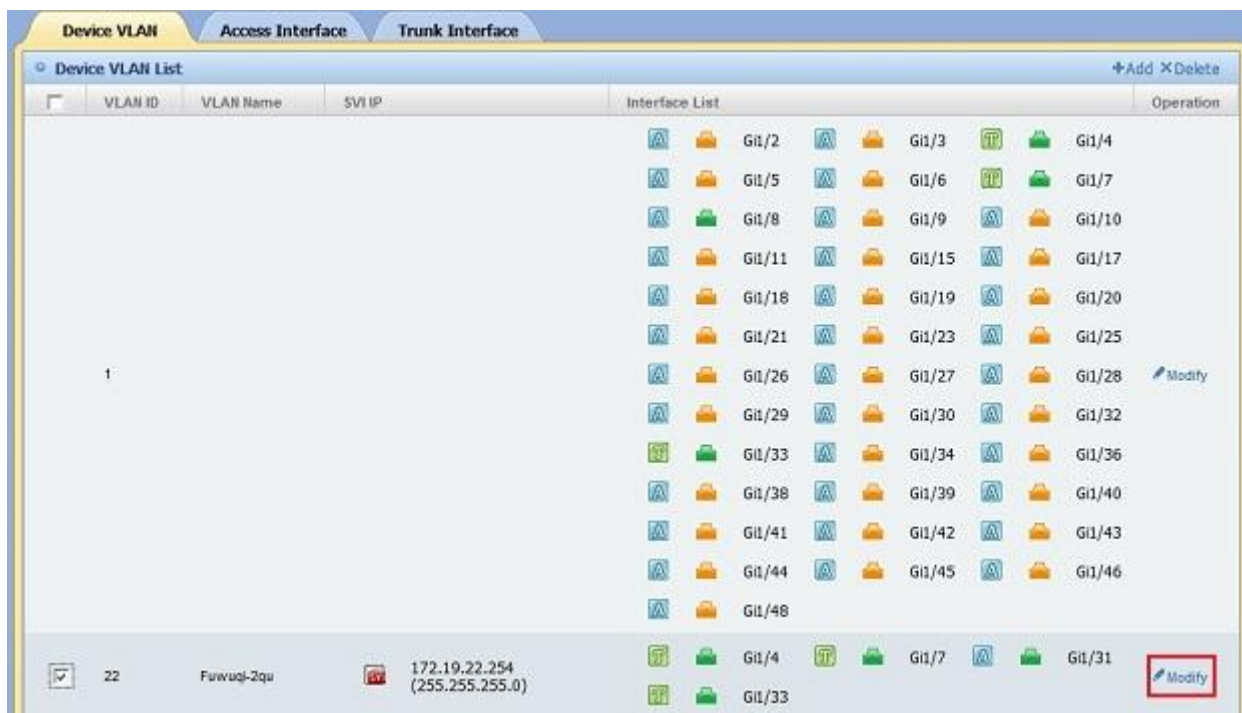 Device VLAN Access Interface Trunk Interface
Device VLAN List +Add ×Delete
VLAN ID VLAN Name SVI IP Interface List Operation
A Gi1/2 A Gi1/3 T Gi1/4
A Gi1/5 A Gi1/6 T Gi1/7
A Gi1/8 A Gi1/9 A Gi1/10
A Gi1/11 A Gi1/15 A Gi1/17
A Gi1/18 A Gi1/19 A Gi1/20
A Gi1/21 A Gi1/23 A Gi1/25
1 A Gi1/26 A Gi1/27 A Gi1/28 Modify
A Gi1/29 A Gi1/30 A Gi1/32
T Gi1/33 A Gi1/34 A Gi1/36
A Gi1/38 A Gi1/39 A Gi1/40
A Gi1/41 A Gi1/42 A Gi1/43
A Gi1/44 A Gi1/45 A Gi1/46
A Gi1/48
22 Fuwuqi-2qu 172.19.22.254 T Gi1/4 T Gi1/7 A Gi1/31 Modify
(255.255.255.0)
T Gi1/33